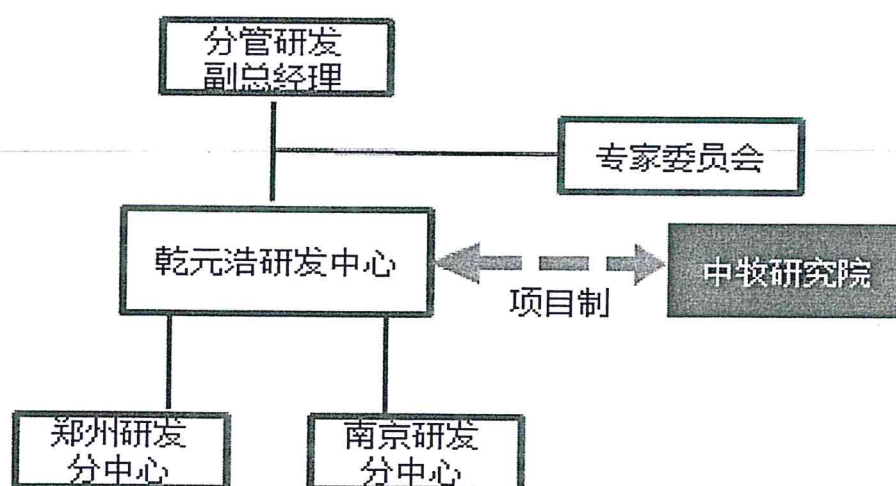 分管研发
副总经理
专家委员会
乾元浩研发中心
项目制
中牧研究院
郑州研发
分中心
南京研发
分中心